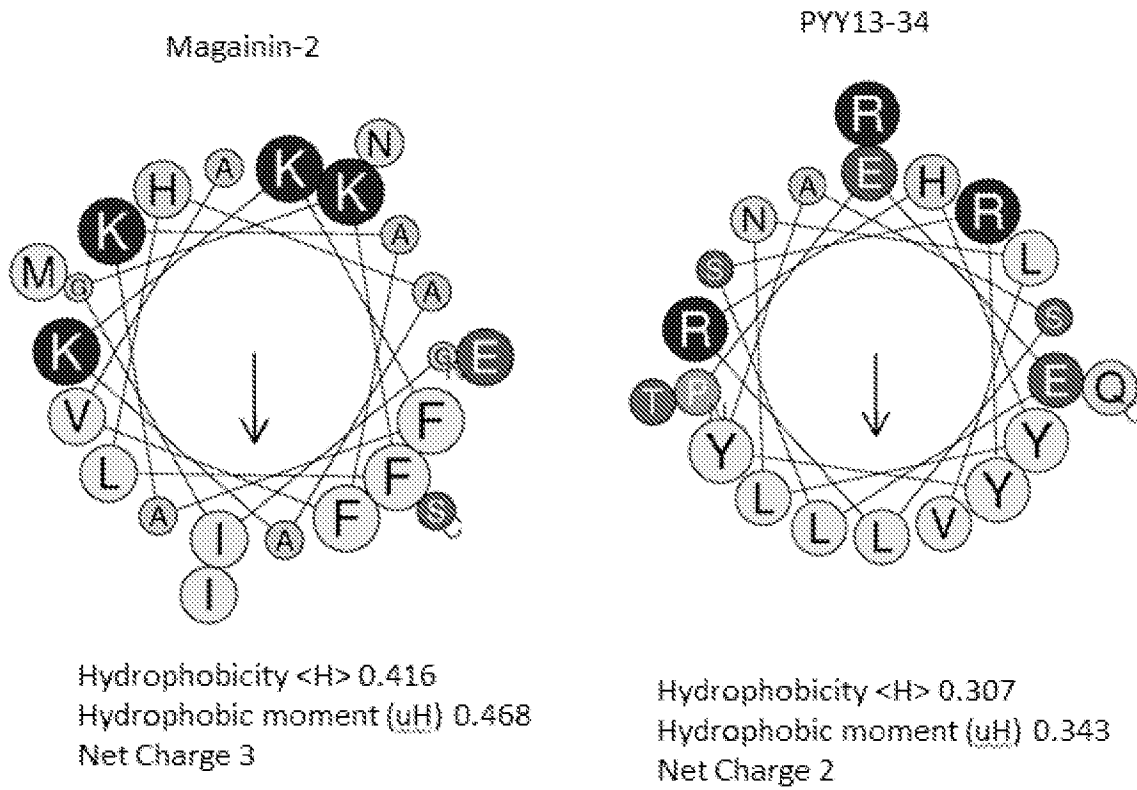 Magainin-2
PYY13-34
N
A
K
H
K
K
A
M
A
K
E
V
F
L
F
A
I
A
F
S
I
R
E
H
A
R
N
L
S
S
R
E
Q
T
P
Y
Y
Y
L
L
L
V
Hydrophobicity <H> 0.416
Hydrophobic moment (uH) 0.468
Net Charge 3
Hydrophobicity <H> 0.307
Hydrophobic moment (uH) 0.343
Net Charge 2